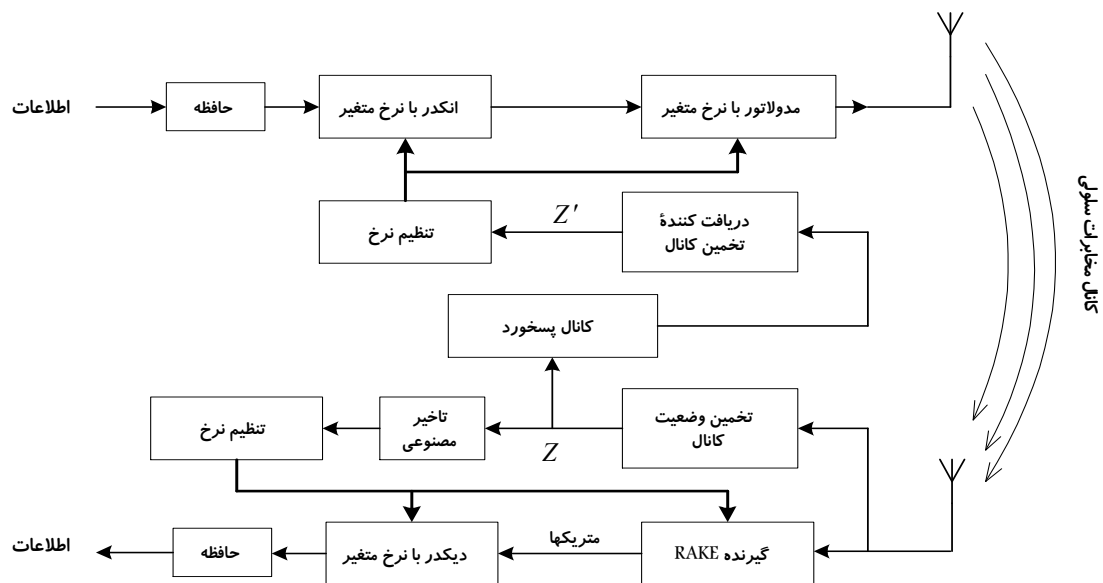 اطلاعات
حافظه
انکدر با نرخ متغیر
مدولاتور با نرخ متغیر
تنظیم نرخ
Z'
دریافت کنندۀ
تخمین کانال
کانال مخابرات سلولی
کانال پسخورد
تنظیم نرخ
تاخیر
مصنوعی
Z
تخمین وضعیت
کانال
اطلاعات
حافظه
دیکدر با نرخ متغیر
متریکها
گیرنده RAKE